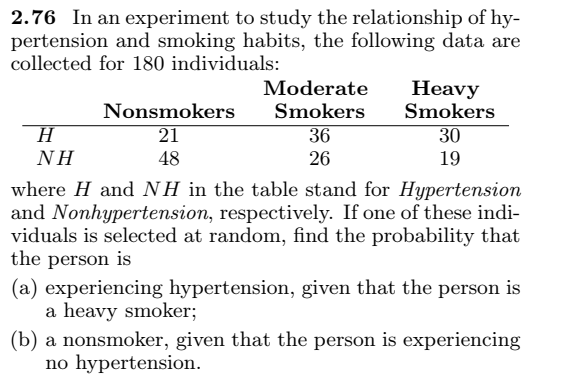 2.76 In an experiment to study the relationship of hy-
pertension and smoking habits, the following data are
collected for 180 individuals:
Moderate Heavy
Nonsmokers Smokers Smokers
H 21 36 30
NH 48 26 19
where H and NH in the table stand for Hypertension
and Nonhypertension, respectively. If one of these indi-
viduals is selected at random, find the probability that
the person is
(a) experiencing hypertension, given that the person is
a heavy smoker;
(b) a nonsmoker, given that the person is experiencing
no hypertension.